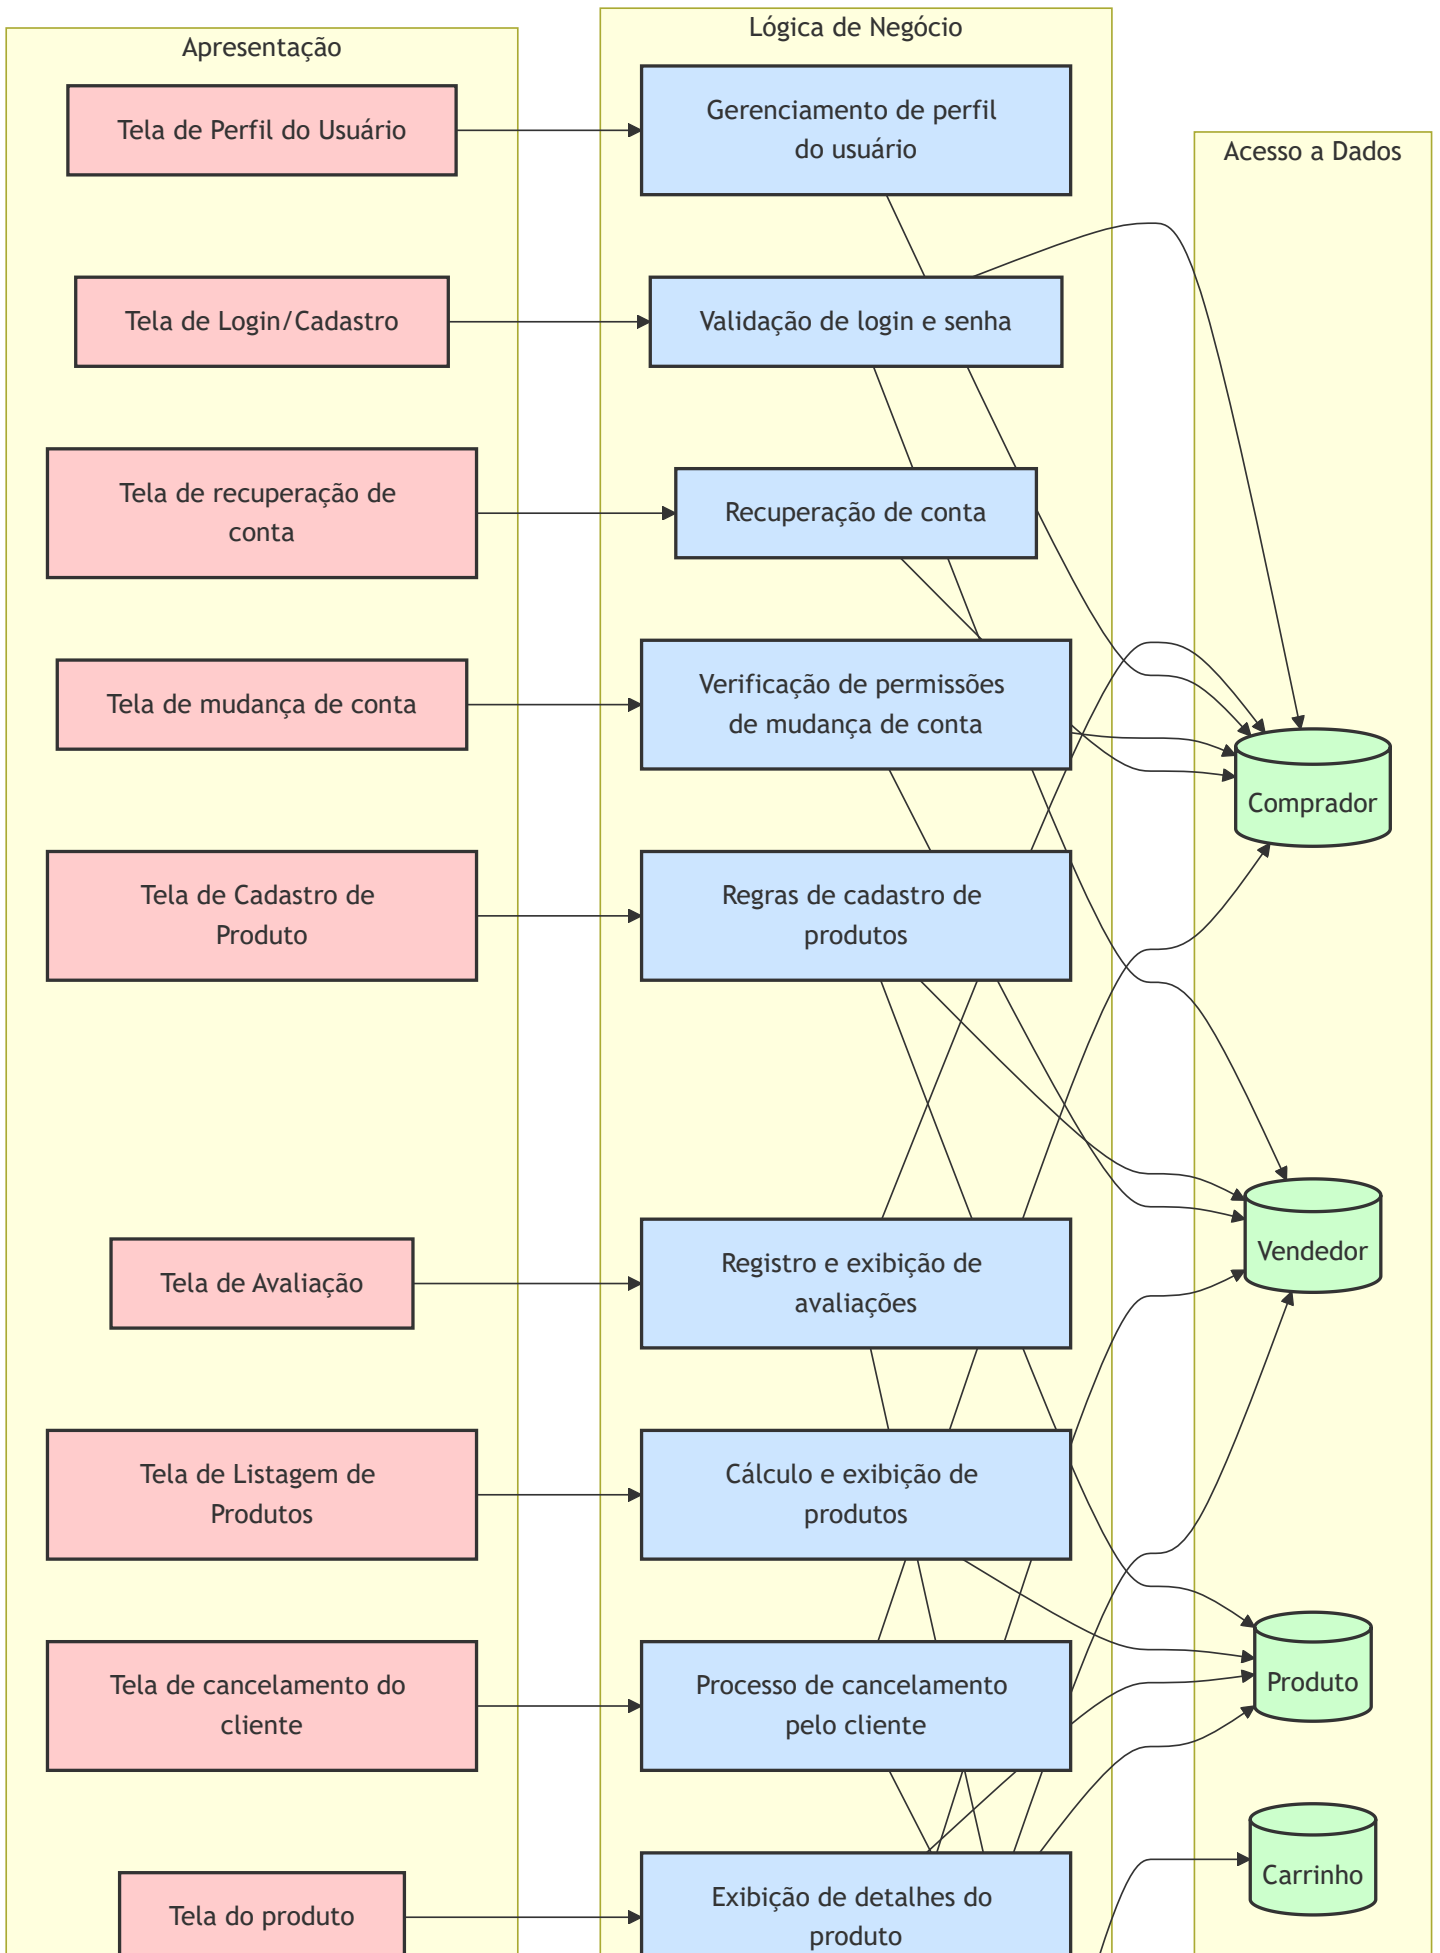 Apresentação
Tela de Perfil do Usuário
Tela de Login/Cadastro
Tela de recuperação de
conta
Tela de mudança de conta
Tela de Cadastro de
Produto
Tela de Avaliação
Tela de Listagem de
Produtos
Tela de cancelamento do
cliente
Tela do produto
Lógica de Negócio
Gerenciamento de perfil
do usuário
Validação de login e senha
Recuperação de conta
Verificação de permissões
de mudança de conta
Regras de cadastro de
produtos
Registro e exibição de
avaliações
Cálculo e exibição de
produtos
Processo de cancelamento
pelo cliente
Exibição de detalhes do
produto
Acesso a Dados
Comprador
Vendedor
Produto
Carrinho